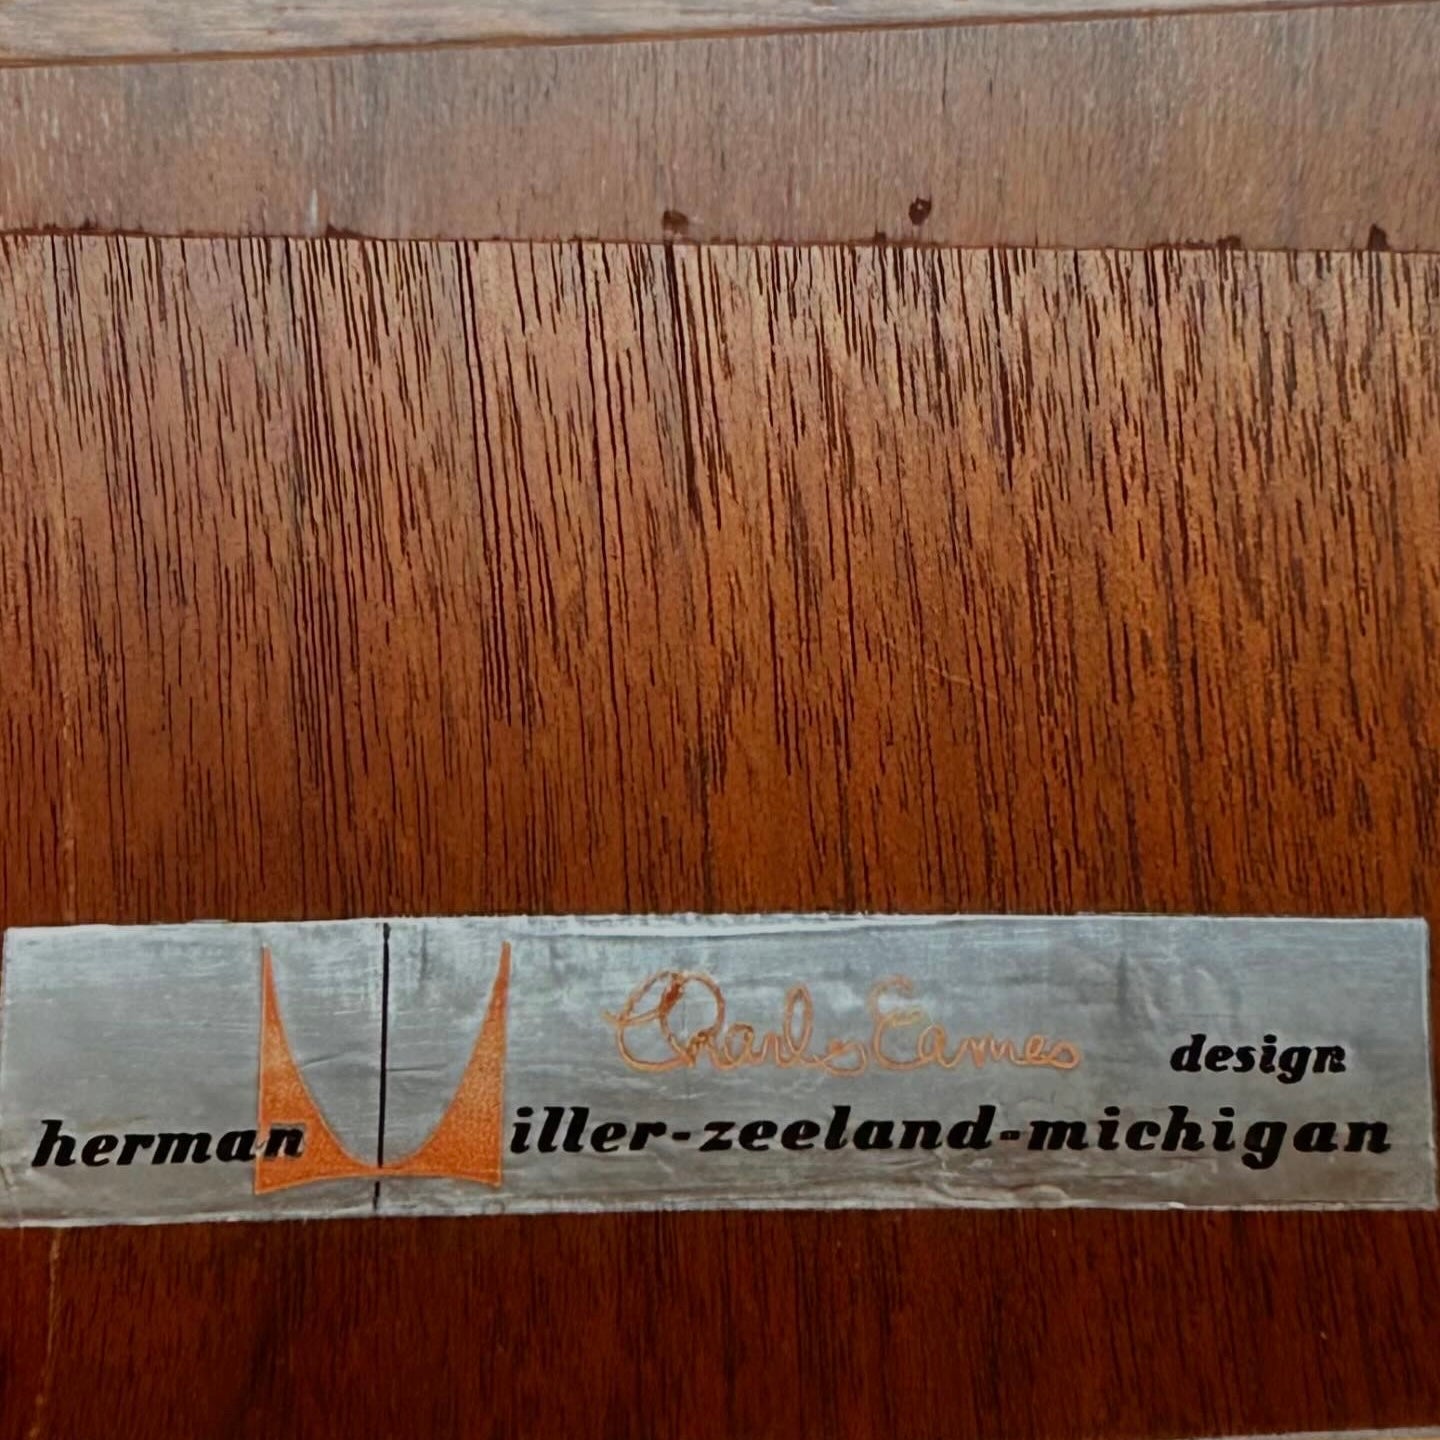 Charles Eames design
herman miller-zeeland-michigan